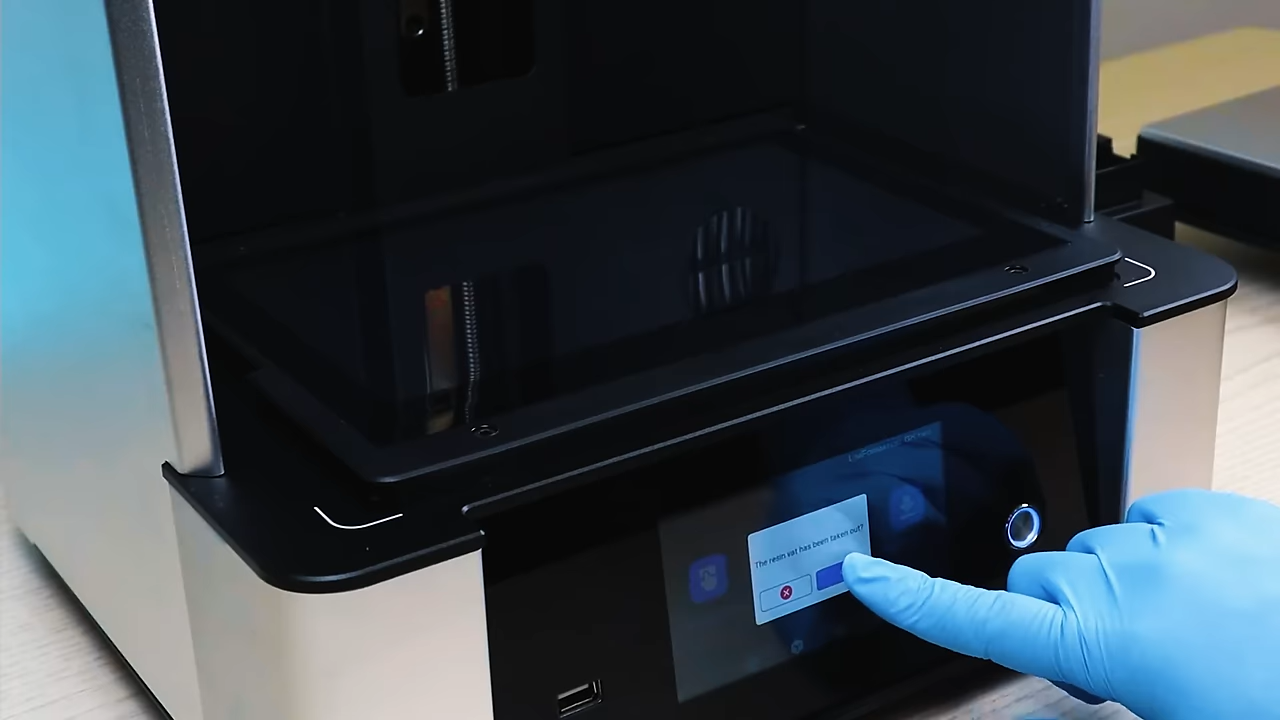 The resin vat has been taken out?